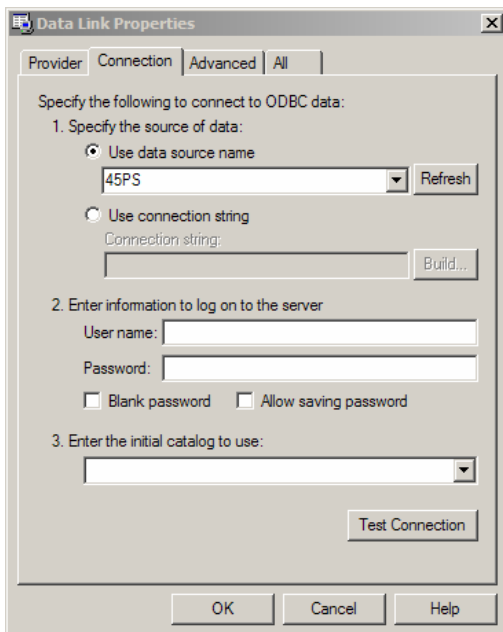 Data Link Properties
Provider Connection Advanced All
Specify the following to connect to ODBC data:
1. Specify the source of data:
Use data source name
45PS Refresh
Use connection string
Connection string:
Build...
2. Enter information to log on to the server
User name:
Password:
Blank password Allow saving password
3. Enter the initial catalog to use:
Test Connection
OK Cancel Help